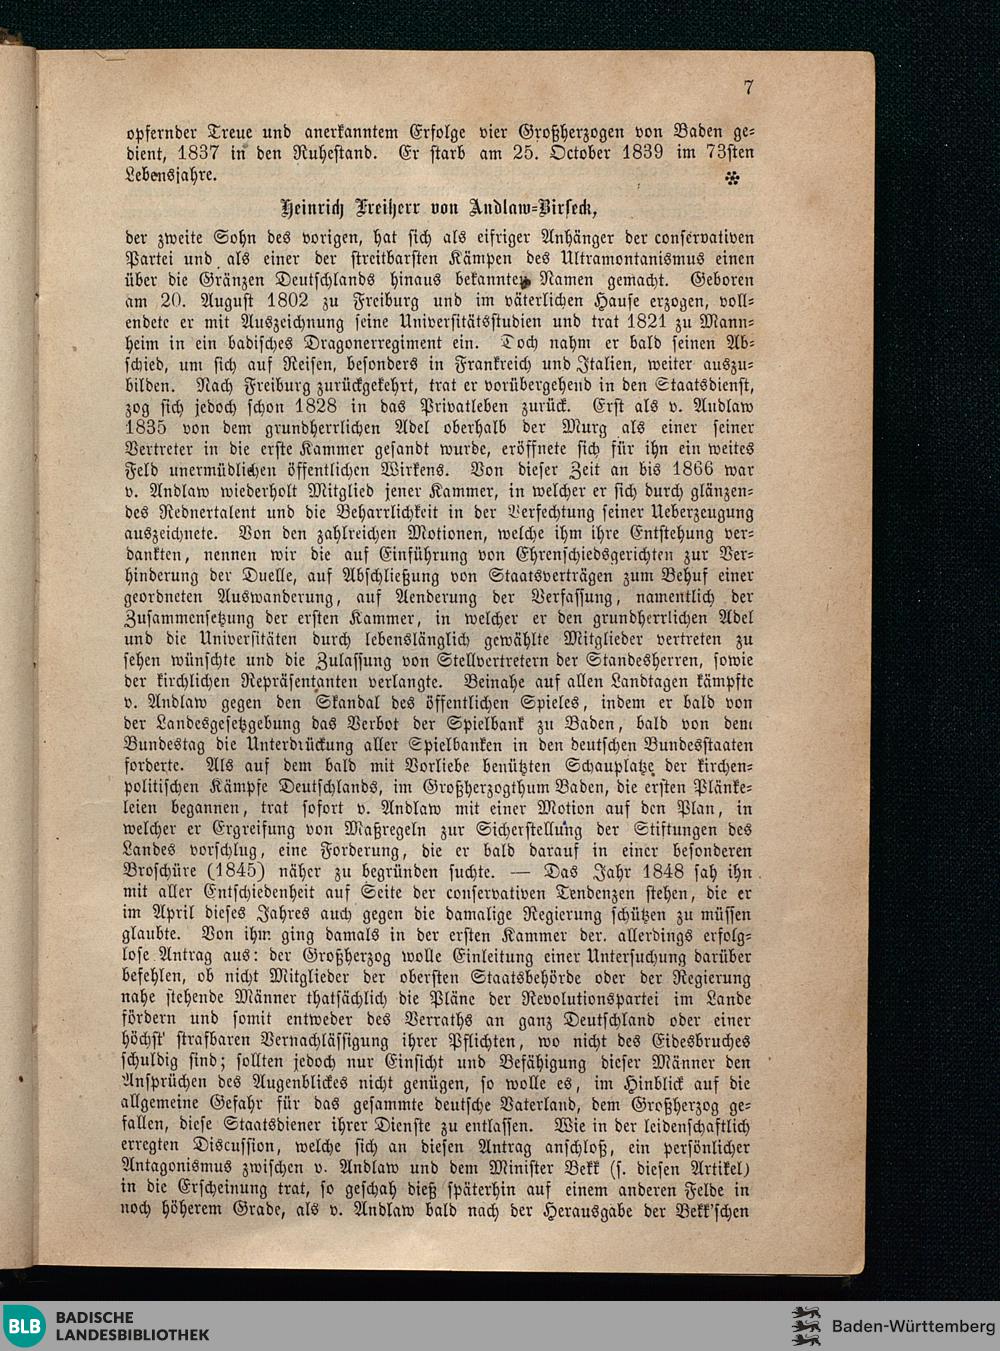 7
opfernder Treue und anerkanntem Erfolge vier Großherzogen von Baden ge-
dient, 1837 in den Ruhestand. Er starb am 25. October 1839 im 73sten
Lebensjahre. *
Heinrich Freiherr von Andlaw-Birseck,
der zweite Sohn des vorigen, hat sich als eifriger Anhänger der conservativen
Partei und als einer der streitbarsten Kämpen des Ultramontanismus einen
über die Gränzen Deutschlands hinaus bekannten Namen gemacht. Geboren
am 20. August 1802 zu Freiburg und im väterlichen Hause erzogen, voll-
endete er mit Auszeichnung seine Universitätsstudien und trat 1821 zu Mann-
heim in ein badisches Dragonerregiment ein. Doch nahm er bald seinen Ab-
schied, um sich auf Reisen, besonders in Frankreich und Italien, weiter auszu-
bilden. Nach Freiburg zurückgekehrt, trat er vorübergehend in den Staatsdienst,
zog sich jedoch schon 1828 in das Privatleben zurück. Erst als v. Andlaw
1835 von dem grundherrlichen Adel oberhalb der Murg als einer seiner
Vertreter in die erste Kammer gesandt wurde, eröffnete sich für ihn ein weites
Feld unermüdlichen öffentlichen Wirkens. Von dieser Zeit an bis 1866 war
v. Andlaw wiederholt Mitglied jener Kammer, in welcher er sich durch glänzen-
des Rednertalent und die Beharrlichkeit in der Verfechtung seiner Ueberzeugung
auszeichnete. Von den zahlreichen Motionen, welche ihm ihre Entstehung ver-
dankten, nennen wir die auf Einführung von Ehrenschiedsgerichten zur Ver-
hinderung der Duelle, auf Abschließung von Staatsverträgen zum Behuf einer
geordneten Auswanderung, auf Aenderung der Verfassung, namentlich der
Zusammensetzung der ersten Kammer, in welcher er den grundherrlichen Adel
und die Universitäten durch lebenslänglich gewählte Mitglieder vertreten zu
sehen wünschte und die Zulassung von Stellvertretern der Standesherren, sowie
der kirchlichen Repräsentanten verlangte. Beinahe auf allen Landtagen kämpfte
v. Andlaw gegen den Skandal des öffentlichen Spieles, indem er bald von
der Landesgesetzgebung das Verbot der Spielbank zu Baden, bald von dem
Bundestag die Unterdrückung aller Spielbanken in den deutschen Bundesstaaten
forderte. Als auf dem bald mit Vorliebe benützten Schauplatze der kirchen-
politischen Kämpfe Deutschlands, im Großherzogthum Baden, die ersten Plänke-
leien begannen, trat sofort v. Andlaw mit einer Motion auf den Plan, in
welcher er Ergreifung von Maßregeln zur Sicherstellung der Stiftungen des
Landes vorschlug, eine Forderung, die er bald darauf in einer besonderen
Broschüre (1845) näher zu begründen suchte. — Das Jahr 1848 sah ihn
mit aller Entschiedenheit auf Seite der conservativen Tendenzen stehen, die er
im April dieses Jahres auch gegen die damalige Regierung schützen zu müssen
glaubte. Von ihm ging damals in der ersten Kammer der allerdings erfolg-
lose Antrag aus: der Großherzog wolle Einleitung einer Untersuchung darüber
befehlen, ob nicht Mitglieder der obersten Staatsbehörde oder der Regierung
nahe stehende Männer thatsächlich die Pläne der Revolutionspartei im Lande
fördern und somit entweder des Verraths an ganz Deutschland oder einer
höchst strafbaren Vernachlässigung ihrer Pflichten, wo nicht des Eidesbruches
schuldig sind; sollten jedoch nur Einsicht und Befähigung dieser Männer den
Ansprüchen des Augenblickes nicht genügen, so wolle es, im Hinblick auf die
allgemeine Gefahr für das gesammte deutsche Vaterland, dem Großherzog ge-
fallen, diese Staatsdiener ihrer Dienste zu entlassen. Wie in der leidenschaftlich
erregten Discussion, welche sich an diesen Antrag anschloß, ein persönlicher
Antagonismus zwischen v. Andlaw und dem Minister Bekk (s. diesen Artikel)
in die Erscheinung trat, so geschah dieß späterhin auf einem anderen Felde in
noch höherem Grade, als v. Andlaw bald nach der Herausgabe der Bekk'schen
BLB BADISCHE
LANDESBIBLIOTHEK
Baden-Württemberg